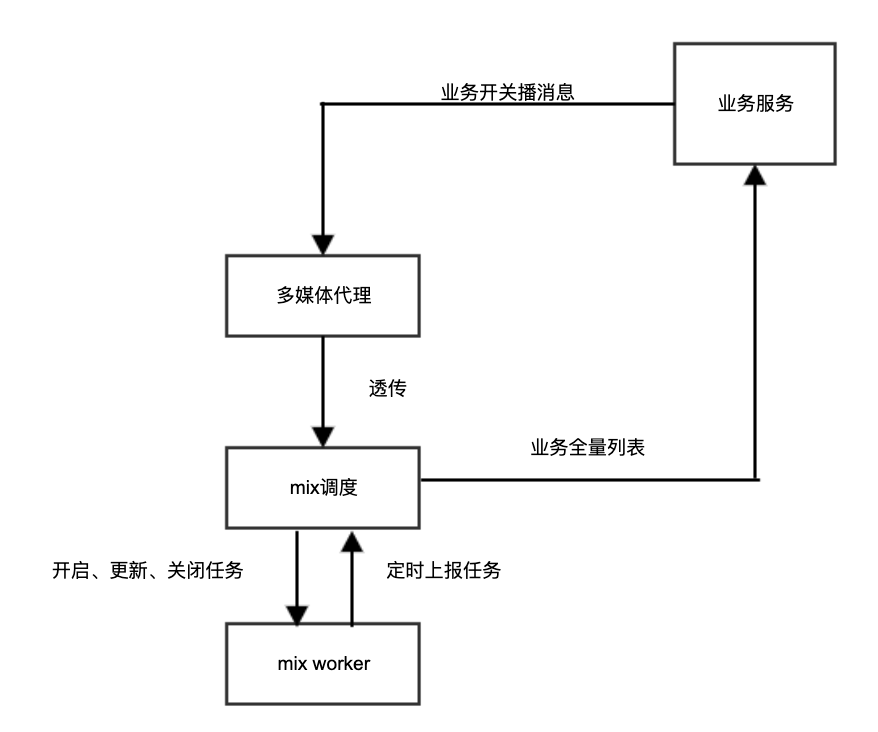 业务开关播消息
业务服务
多媒体代理
透传
业务全量列表
mix调度
开启、更新、关闭任务
定时上报任务
mix worker